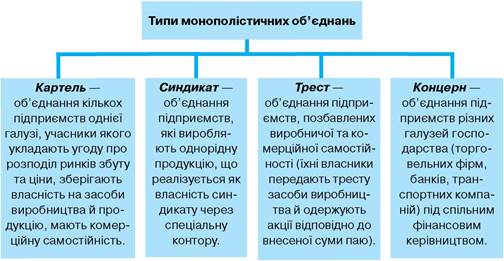 Типи монополістичних об’єднань
Картель —
об’єднання кількох
підприємств однієї
галузі, учасники якого
укладають угоду про
розподіл ринків збуту
та ціни, зберігають
власність на засоби
виробництва й про-
дукцію, мають комер-
ційну самостійність.
Синдикат —
об’єднання
підприємств,
які виробля-
ють однорідну
продукцію, що
реалізується як
власність син-
дикату через
спеціальну
контору.
Трест —
об’єднання підпри-
ємств, позбавлених
виробничої та ко-
мерційної самостій-
ності (їхні власники
передають тресту
засоби виробниц-
тва й одержують
акції відповідно до
внесеної суми паю).
Концерн —
об’єднання під-
приємств різних
галузей госпо-
дарства (торго-
вельних фірм,
банків, тран-
спортних компа-
ній) під спільним
фінансовим
керівництвом.